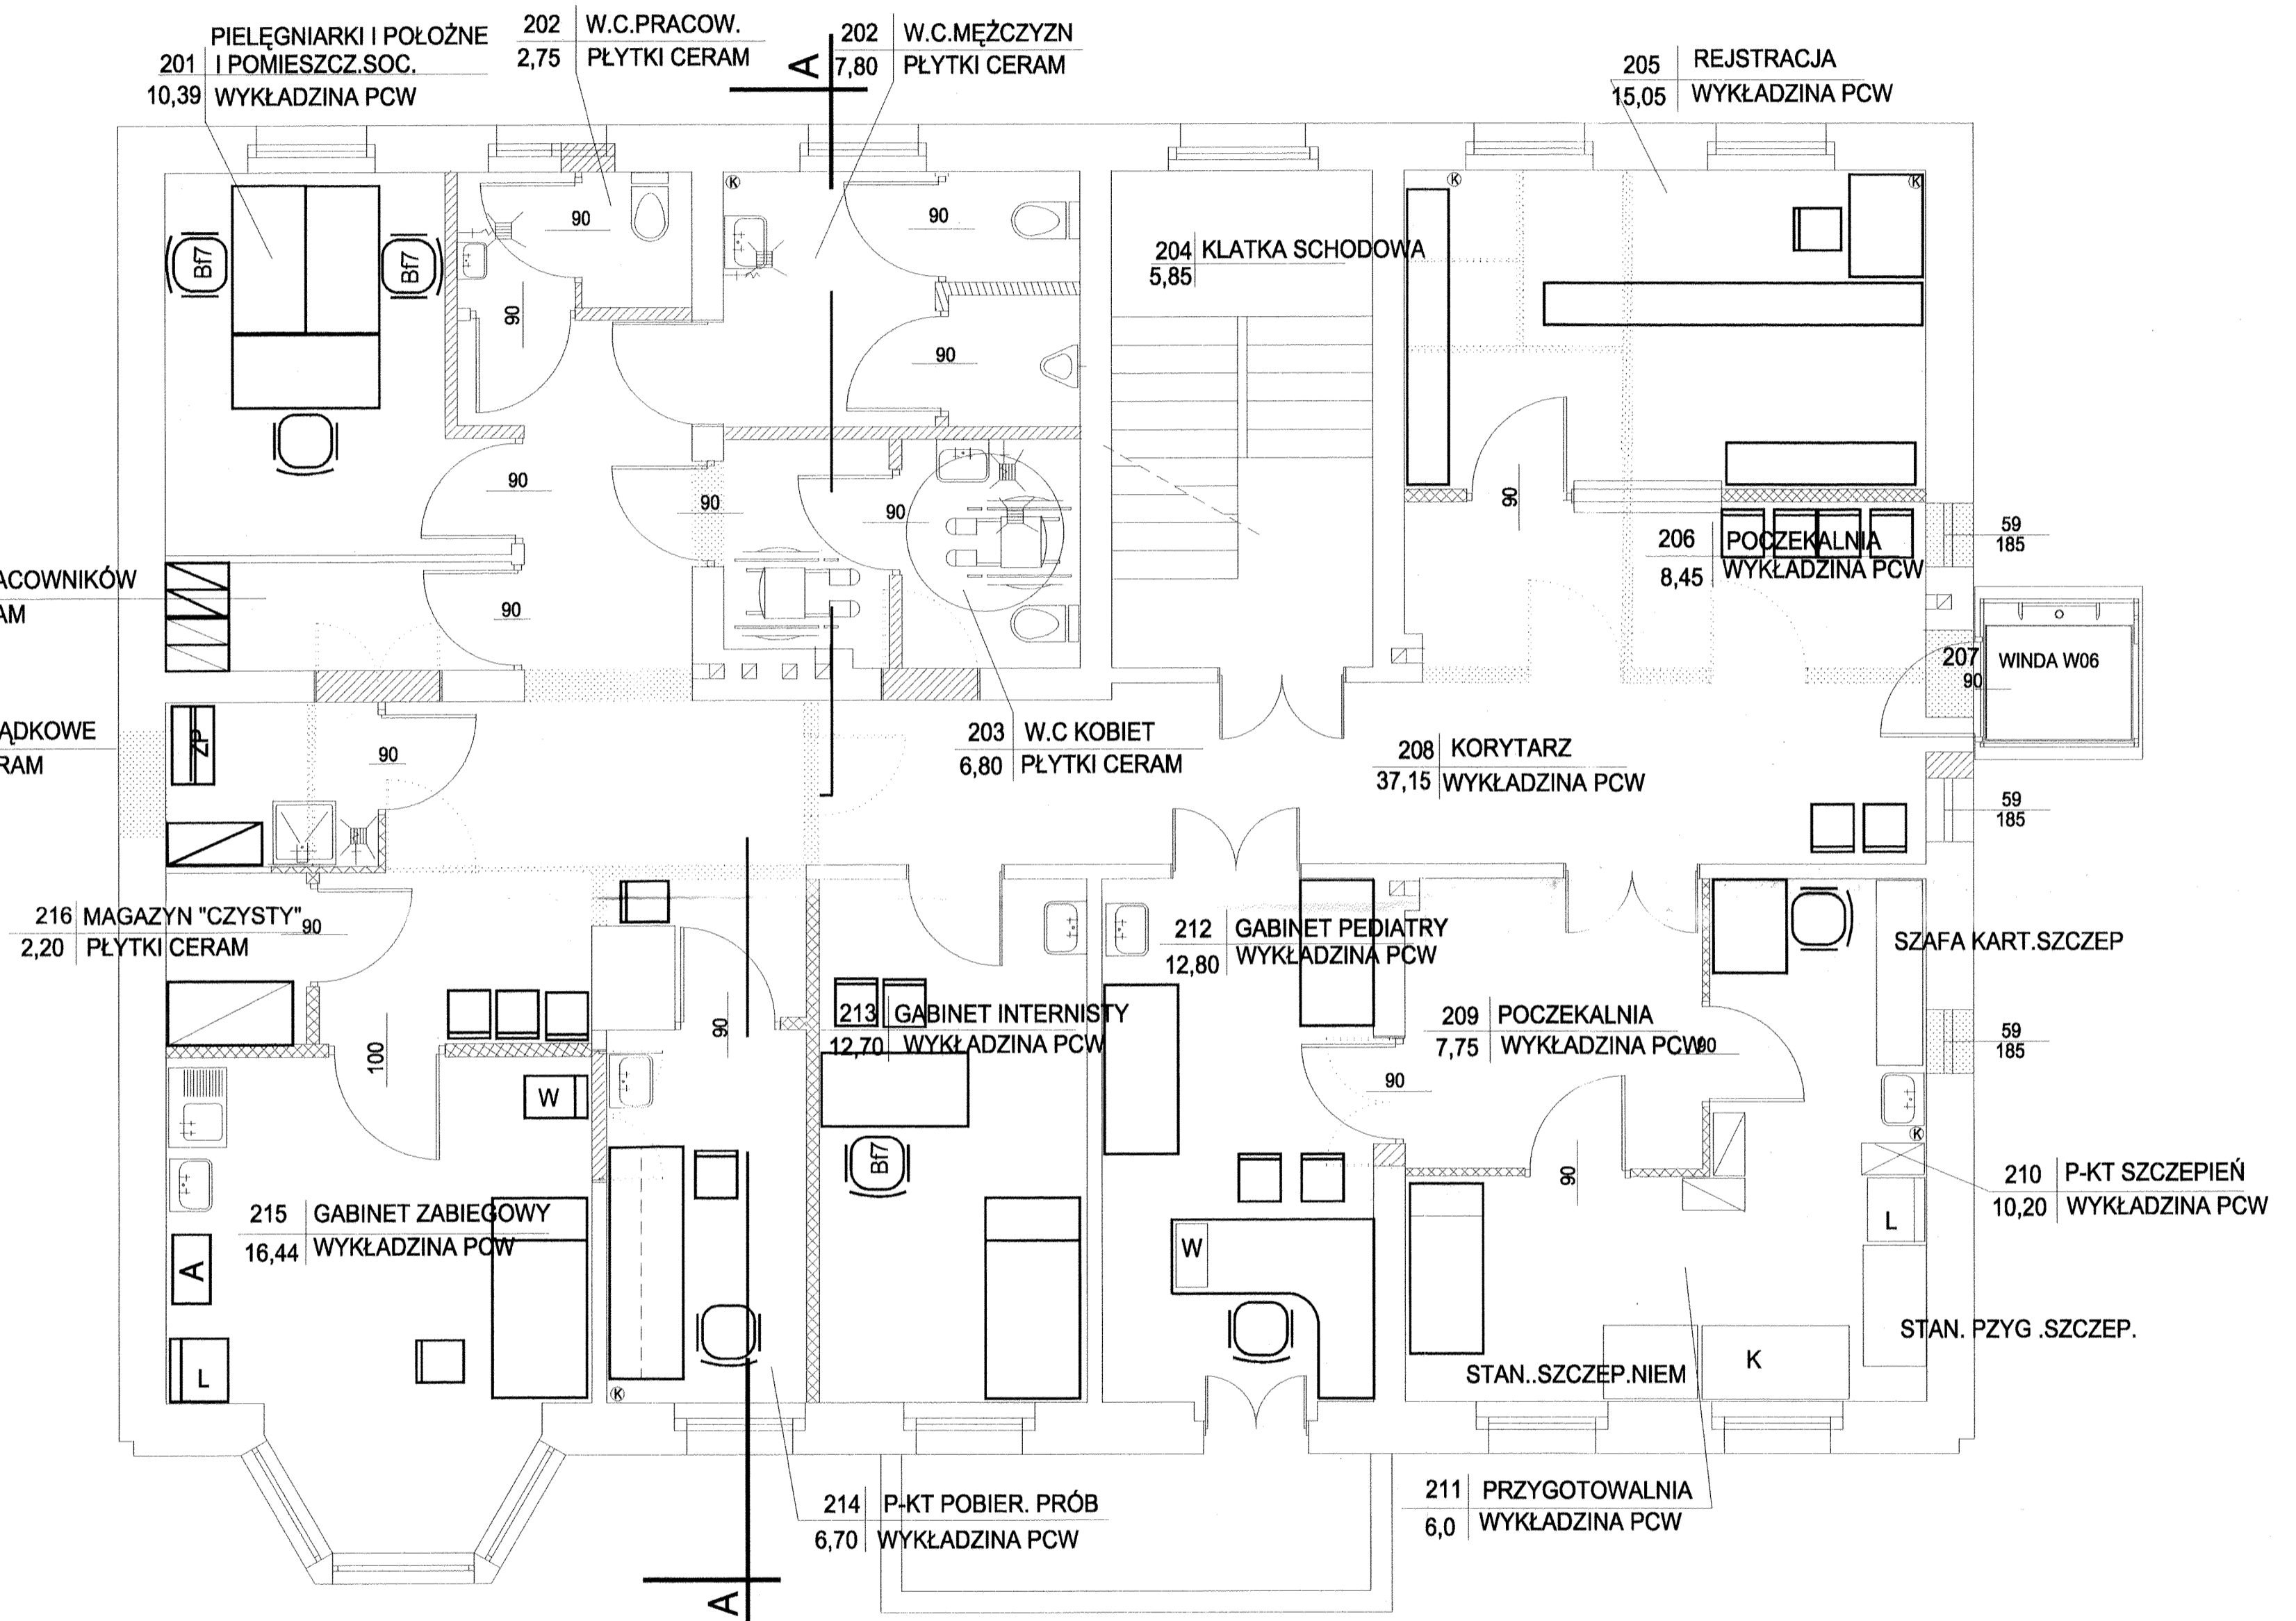 PIELĘGNIARKI I POŁOŻNE
201 I POMIESZCZ.SOC.
10,39 WYKŁADZINA PCW
202 W.C.PRACOW.
2,75 PŁYTKI CERAM
A
202 W.C.MĘŻCZYZN
7,80 PŁYTKI CERAM
205 REJSTRACJA
15,05 WYKŁADZINA PCW
K
K
K
90
90
Bf7
Bf7
204 KLATKA SCHODOWA
5,85
90
90
90
90
90
90
90
206 POCZEKALNIA
8,45 WYKŁADZINA PCW
59
185
ACOWNIKÓW
AM
90
207
90
WINDA W06
ĄDKOWE
RAM
ZP
90
203 W.C KOBIET
6,80 PŁYTKI CERAM
208 KORYTARZ
37,15 WYKŁADZINA PCW
59
185
216 MAGAZYN "CZYSTY"
2,20 PŁYTKI CERAM
90
212 GABINET PEDIATRY
12,80 WYKŁADZINA PCW
SZAFA KART.SZCZEP
213 GABINET INTERNISTY
12,70 WYKŁADZINA PCW
209 POCZEKALNIA
7,75 WYKŁADZINA PCW
90
59
185
100
90
90
W
K
Bf7
90
210 P-KT SZCZEPIEŃ
10,20 WYKŁADZINA PCW
215 GABINET ZABIEGOWY
16,44 WYKŁADZINA PCW
L
W
A
STAN. PZYG .SZCZEP.
L
K
STAN..SZCZEP.NIEM
K
214 P-KT POBIER. PRÓB
6,70 WYKŁADZINA PCW
211 PRZYGOTOWALNIA
6,0 WYKŁADZINA PCW
A